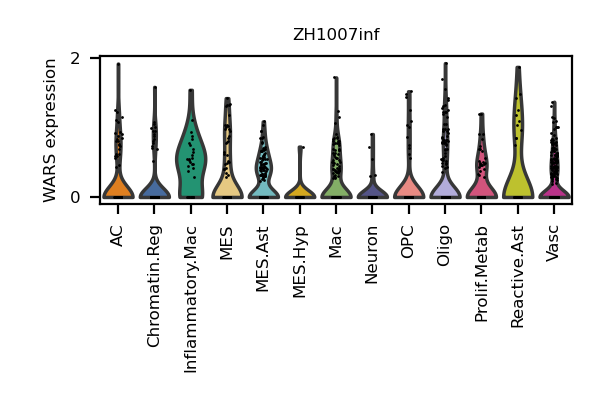 ZH1007inf
WARS expression
2
0
AC
Chromatin.Reg
Inflammatory.Mac
MES
MES.Ast
MES.Hyp
Mac
Neuron
OPC
Oligo
Prolif.Metab
Reactive.Ast
Vasc